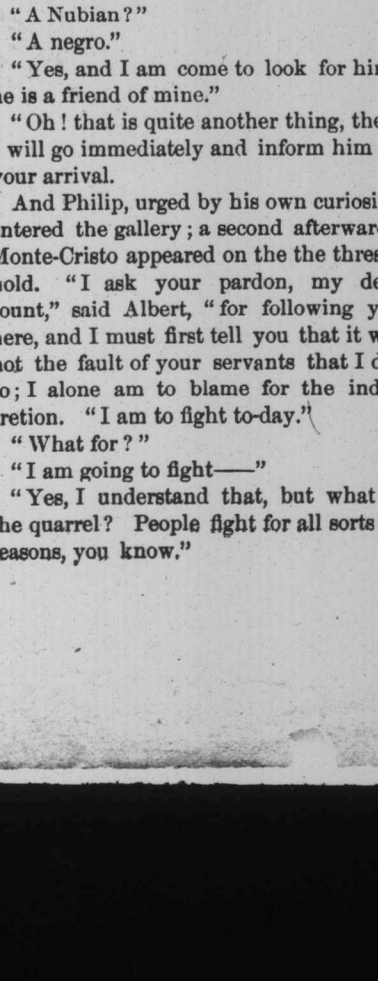 "A Nubian?"
"A negro."
"Yes, and I am come to look for hi
e is a friend of mine."
"Oh! that is quite another thing, the
will go immediately and inform him
our arrival.
And Philip, urged by his own curiosi
ntered the gallery; a second afterwar
Monte-Cristo appeared on the the thres
hold. "I ask your pardon, my de
ount," said Albert, "for following y
here, and I must first tell you that it w
not the fault of your servants that I d
o; I alone am to blame for the ind
retion. "I am to fight to-day."
"What for?"
"I am going to fight——"
"Yes, I understand that, but what
he quarrel? People fight for all sorts
easons, you know."